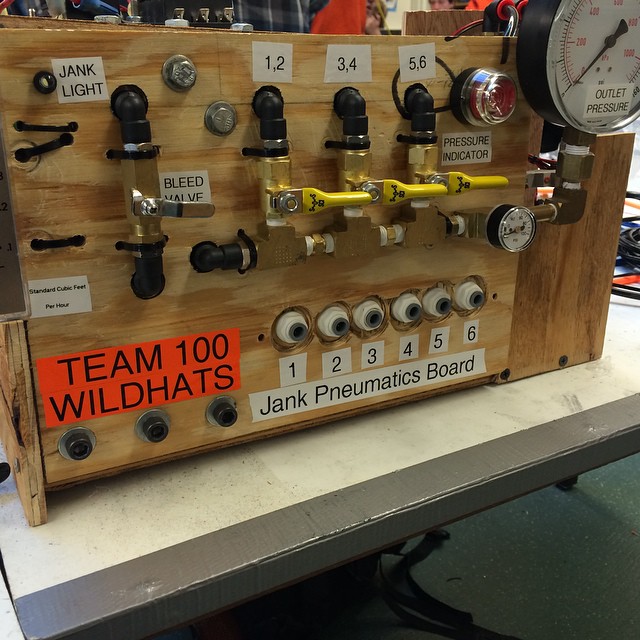 JANK
LIGHT
1,2
3,4
5,6
OUTLET
PRESSURE
PRESSURE
INDICATOR
BLEED
VALVE
Standard Cubic Feet
Per Hour
TEAM 100
WILDHATS
1 2 3 4 5 6
Jank Pneumatics Board